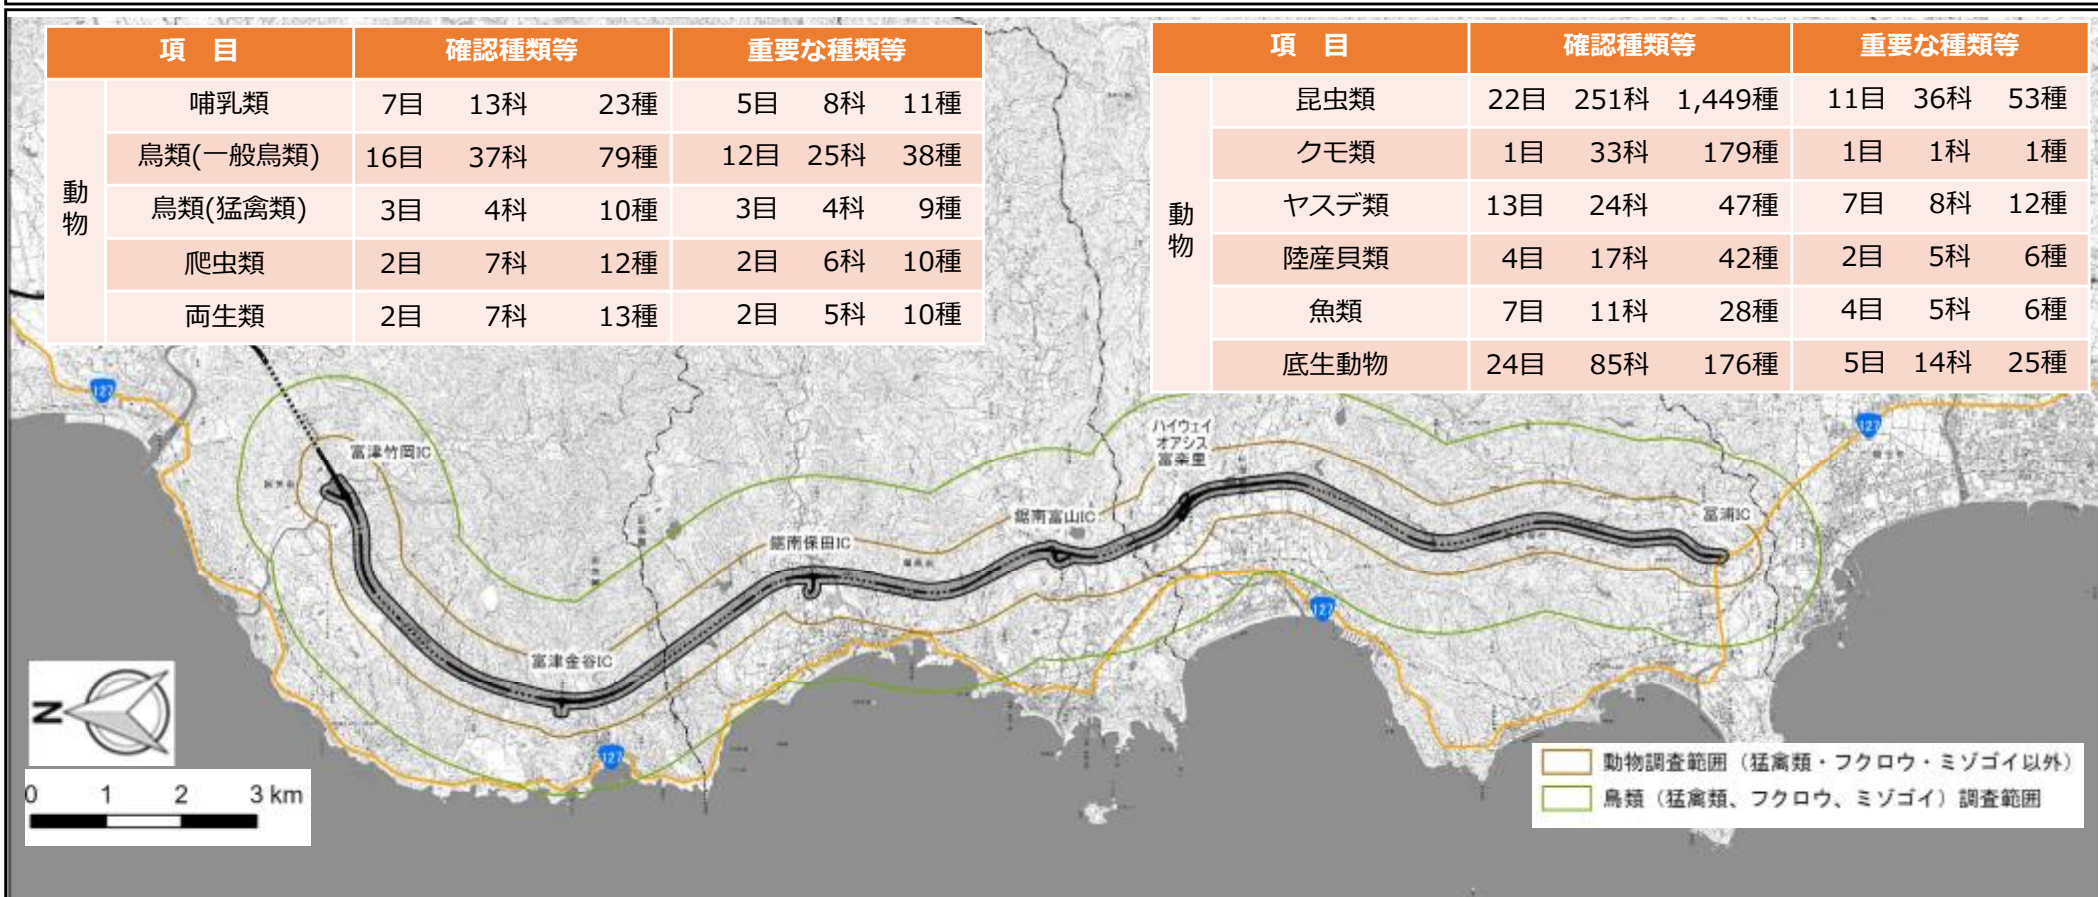 項 目 確認種類等 重要な種類等
動物
哺乳類 7目 13科 23種 5目 8科 11種
鳥類(一般鳥類) 16目 37科 79種 12目 25科 38種
鳥類(猛禽類) 3目 4科 10種 3目 4科 9種
爬虫類 2目 7科 12種 2目 6科 10種
両生類 2目 7科 13種 2目 5科 10種
項 目 確認種類等 重要な種類等
動物
昆虫類 22目 251科 1,449種 11目 36科 53種
クモ類 1目 33科 179種 1目 1科 1種
ヤスデ類 13目 24科 47種 7目 8科 12種
陸産貝類 4目 17科 42種 2目 5科 6種
魚類 7目 11科 28種 4目 5科 6種
底生動物 24目 85科 176種 5目 14科 25種
127
富津竹岡IC
富津金谷IC
127
鋸南保田IC
鋸南富山IC
ハイウェイ
オアシス
富楽里
127
富浦IC
127
N
0 1 2 3 km
動物調査範囲（猛禽類・フクロウ・ミゾゴイ以外）
鳥類（猛禽類、フクロウ、ミゾゴイ）調査範囲